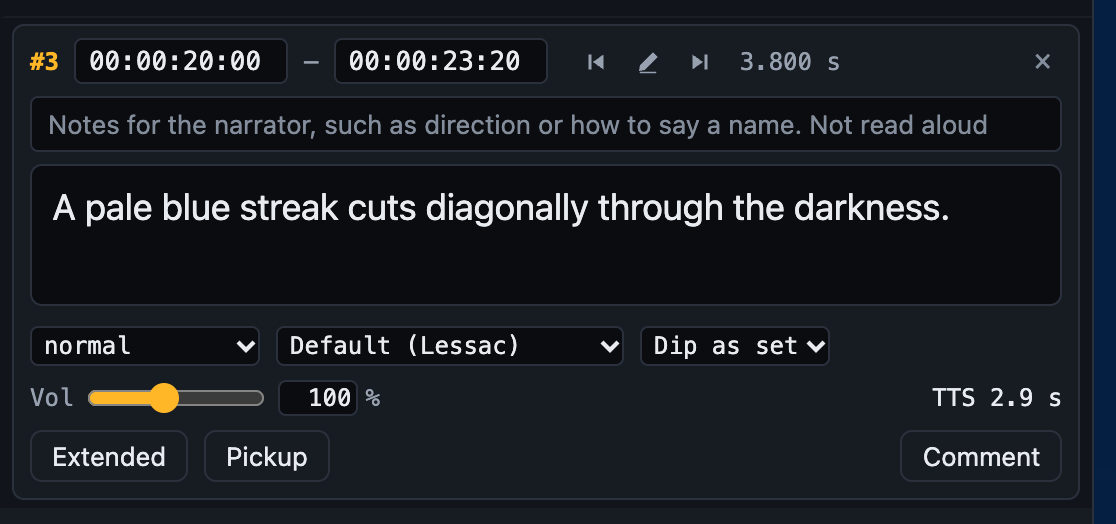 #3 00:00:20:00 – 00:00:23:20 3.800 s ×
Notes for the narrator, such as direction or how to say a name. Not read aloud
A pale blue streak cuts diagonally through the darkness.
normal Default (Lessac) Dip as set
Vol 100 % TTS 2.9 s
Extended Pickup Comment